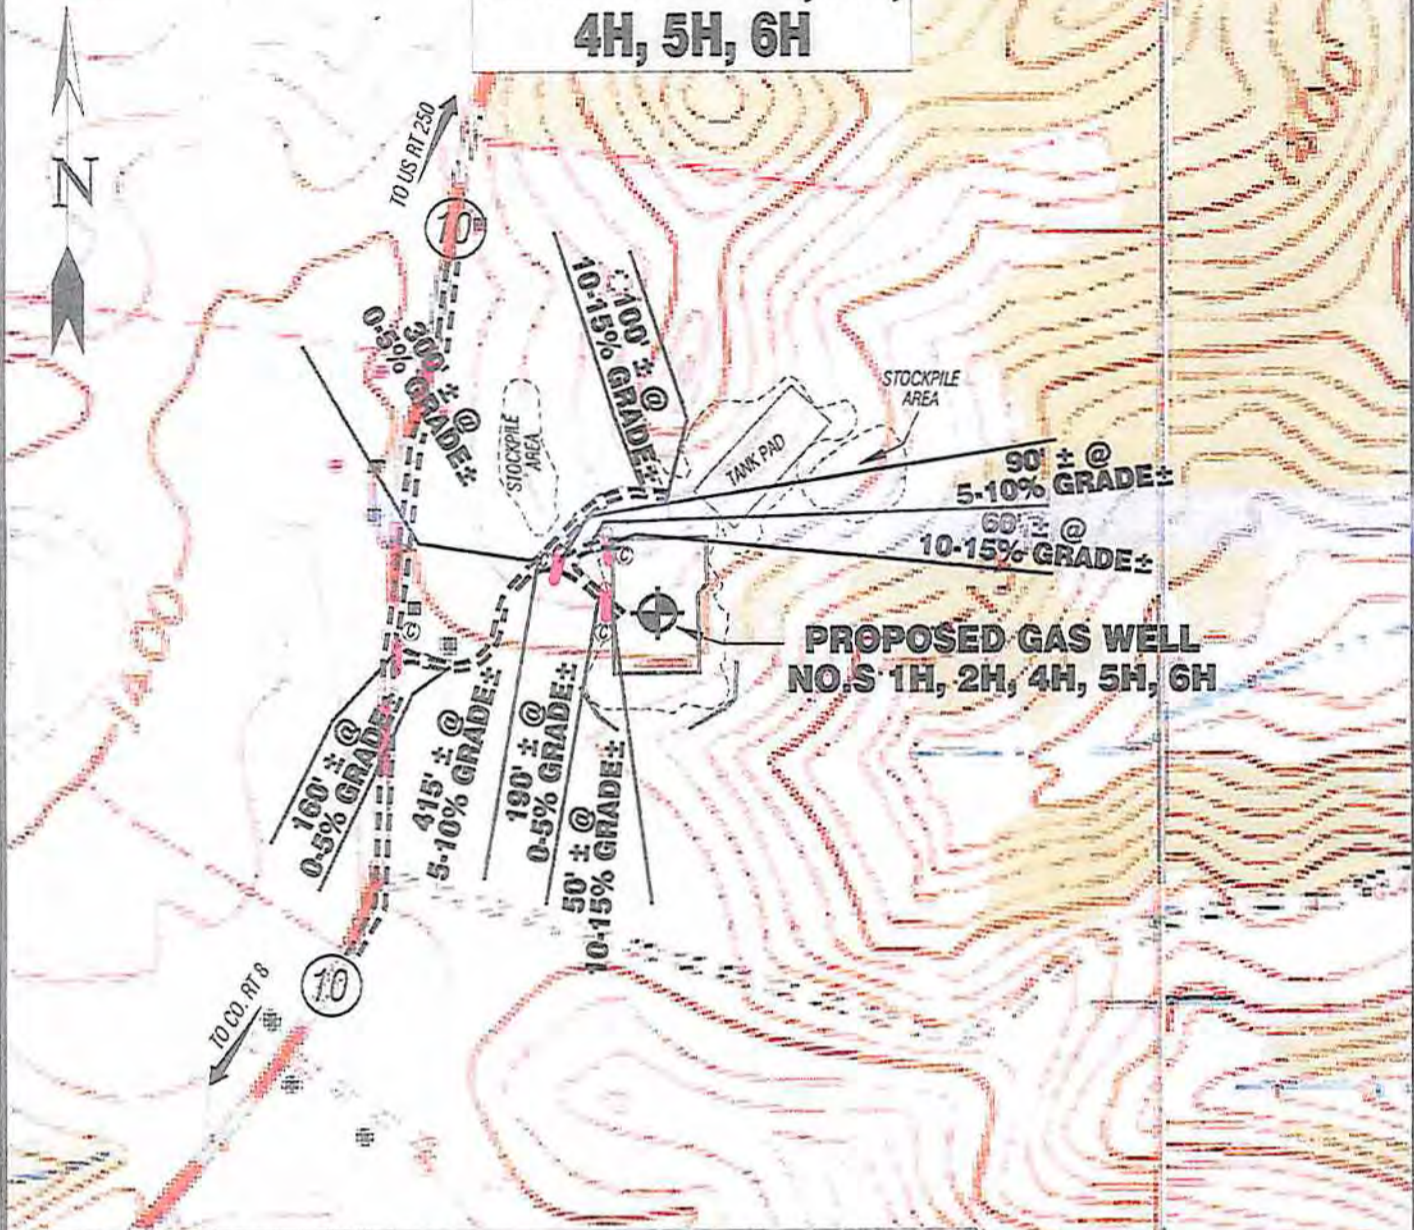 4H, 5H, 6H
N
TO US RT 250
10
1400
100' ± @
10-15% GRADE±
300' ± @
0-5% GRADE±
STOCKPILE
AREA
STOCKPILE
AREA
TANK PAD
90' ± @
5-10% GRADE±
60' ± @
10-15% GRADE±
C
C
C
1400
PROPOSED GAS WELL
NO.S 1H, 2H, 4H, 5H, 6H
160' ± @
0-5% GRADE±
415' ± @
5-10% GRADE±
190' ± @
0-5% GRADE±
50' ± @
10-15% GRADE±
10
TO CO. RT 8